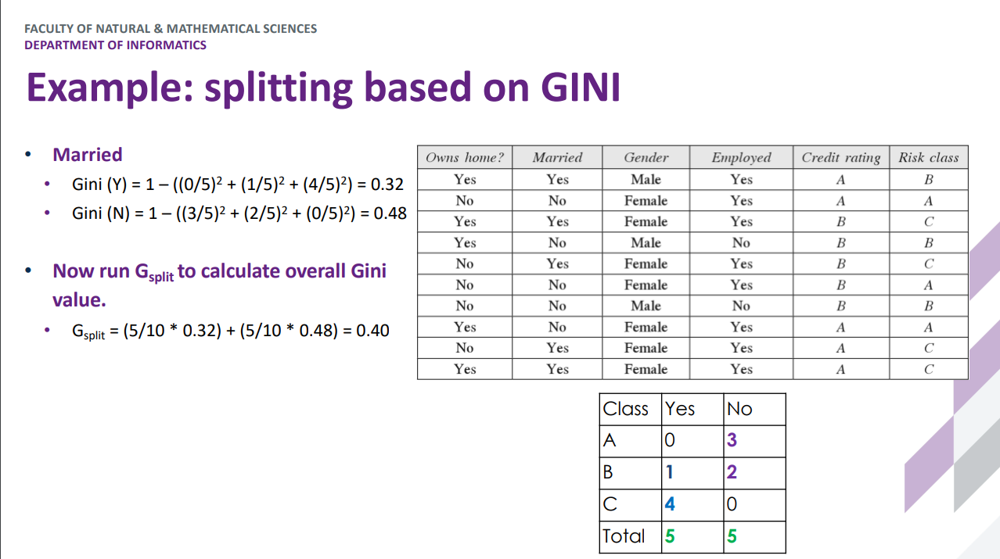 FACULTY OF NATURAL & MATHEMATICAL SCIENCES
DEPARTMENT OF INFORMATICS
Example: splitting based on GINI
• Married
• Gini (Y) = 1 – ((0/5)² + (1/5)² + (4/5)²) = 0.32
• Gini (N) = 1 – ((3/5)² + (2/5)² + (0/5)²) = 0.48
• Now run Gsplit to calculate overall Gini
value.
• Gsplit = (5/10 * 0.32) + (5/10 * 0.48) = 0.40
Owns home? Married Gender Employed Credit rating Risk class
Yes Yes Male Yes A B
No No Female Yes A A
Yes Yes Female Yes B C
Yes No Male No B B
No Yes Female Yes B C
No No Female Yes B A
No No Male No B B
Yes No Female Yes A A
No Yes Female Yes A C
Yes Yes Female Yes A C
Class Yes No
A 0 3
B 1 2
C 4 0
Total 5 5